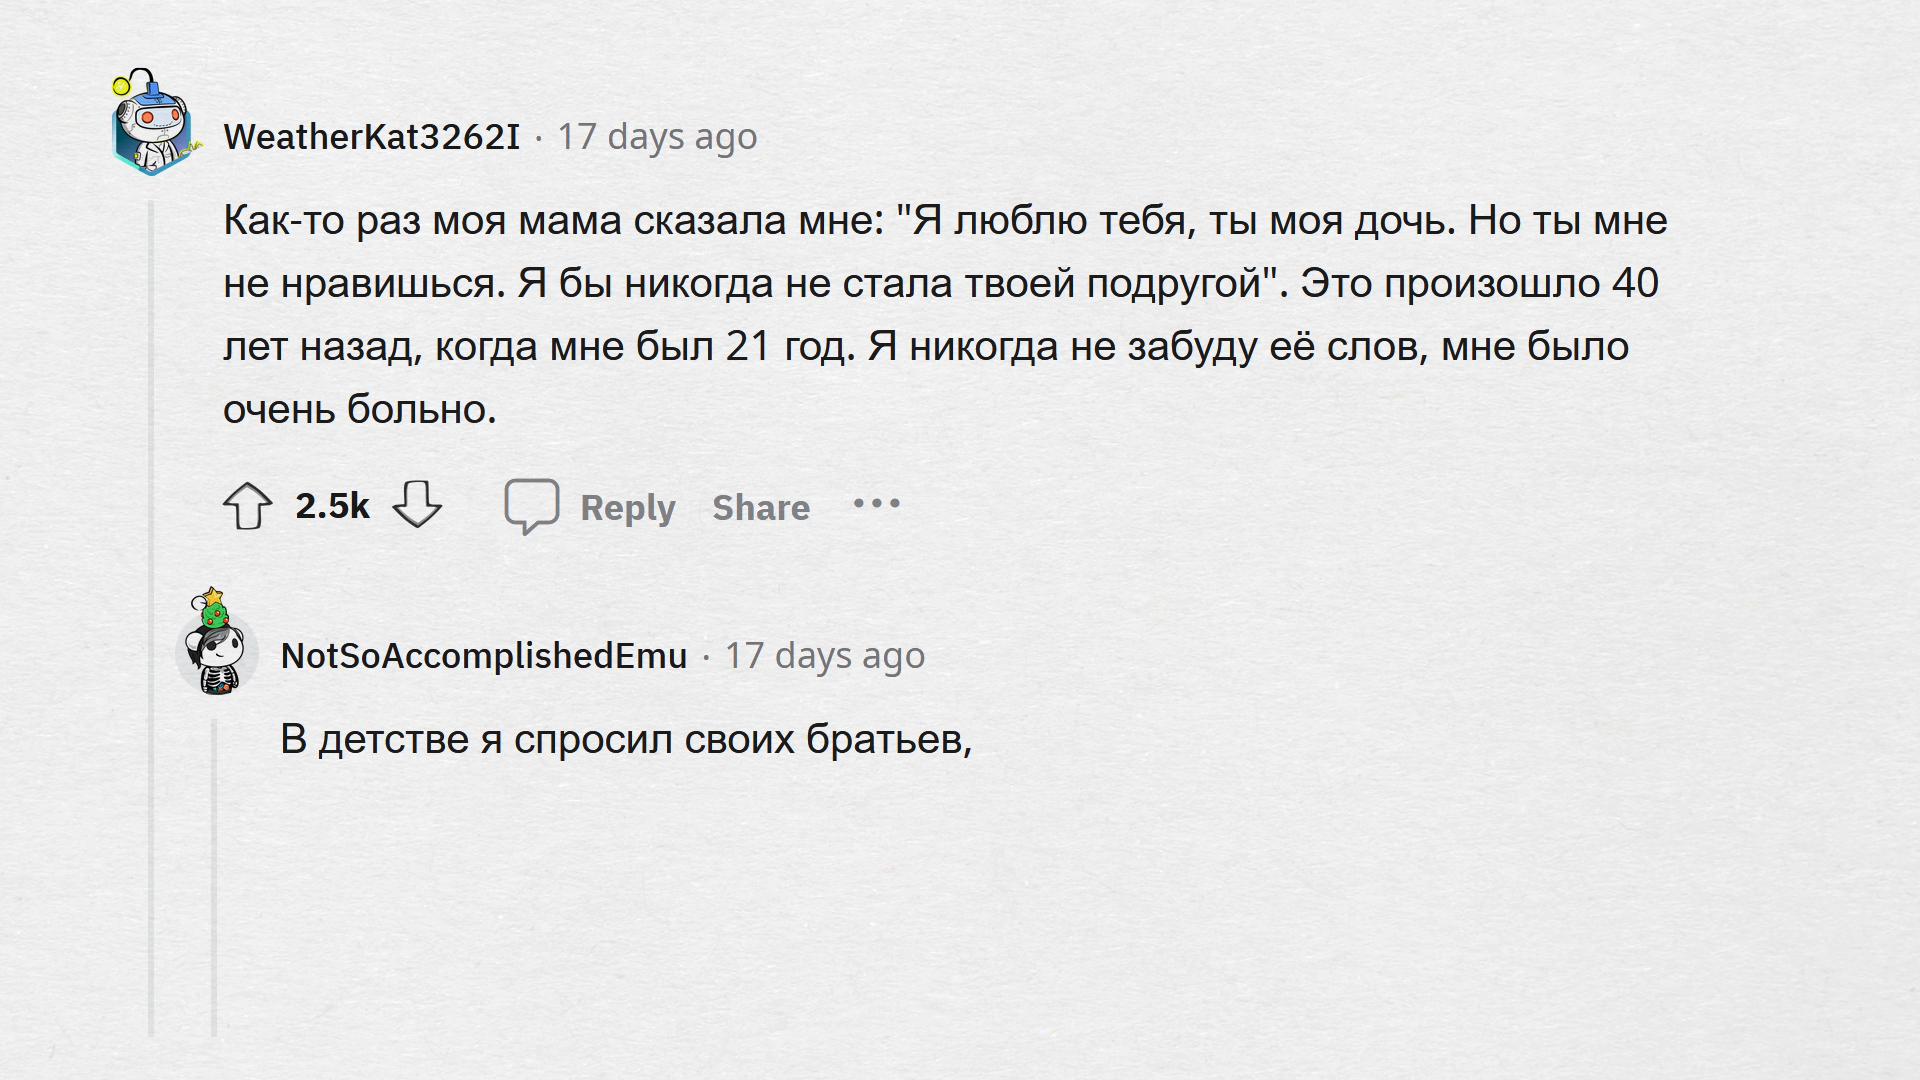 WeatherKat3262I · 17 days ago
Как-то раз моя мама сказала мне: "Я люблю тебя, ты моя дочь. Но ты мне
не нравишься. Я бы никогда не стала твоей подругой". Это произошло 40
лет назад, когда мне был 21 год. Я никогда не забуду её слов, мне было
очень больно.
2.5k Reply Share •••
NotSoAccomplishedEmu · 17 days ago
В детстве я спросил своих братьев,